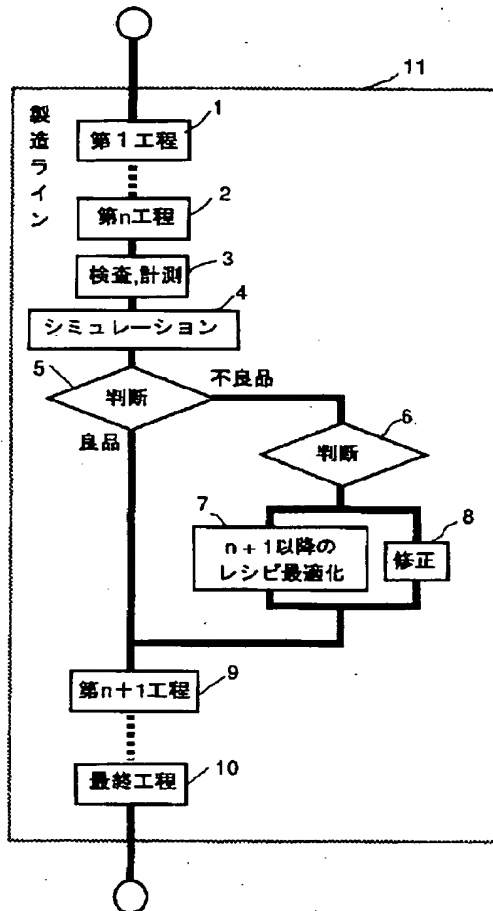 11
製造ライン
1
第1工程
2
第n工程
3
検査,計測
4
シミュレーション
5
判断
不良品
良品
6
判断
7
n+1以降の
レシピ最適化
8
修正
第n+1工程
9
最終工程
10